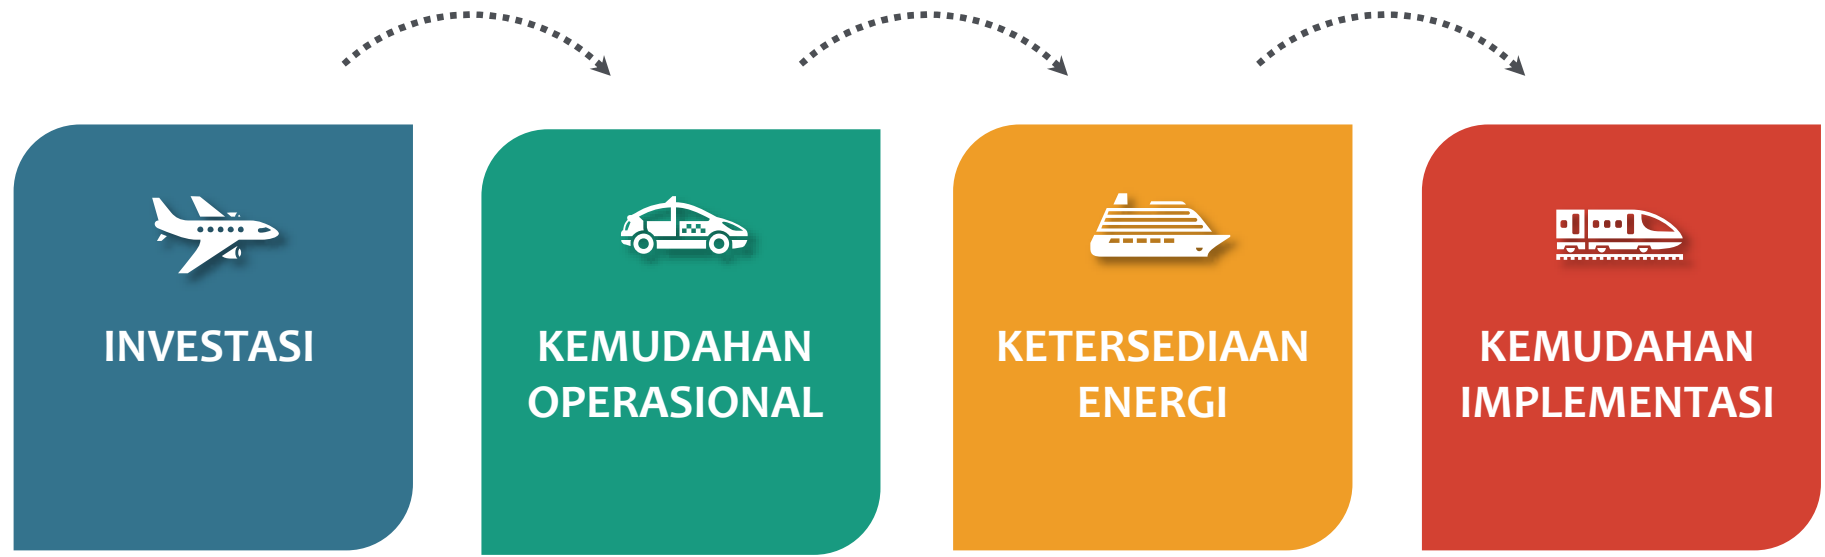 INVESTASI
KEMUDAHAN
OPERASIONAL
KETERSEDIAAN
ENERGI
KEMUDAHAN
IMPLEMENTASI